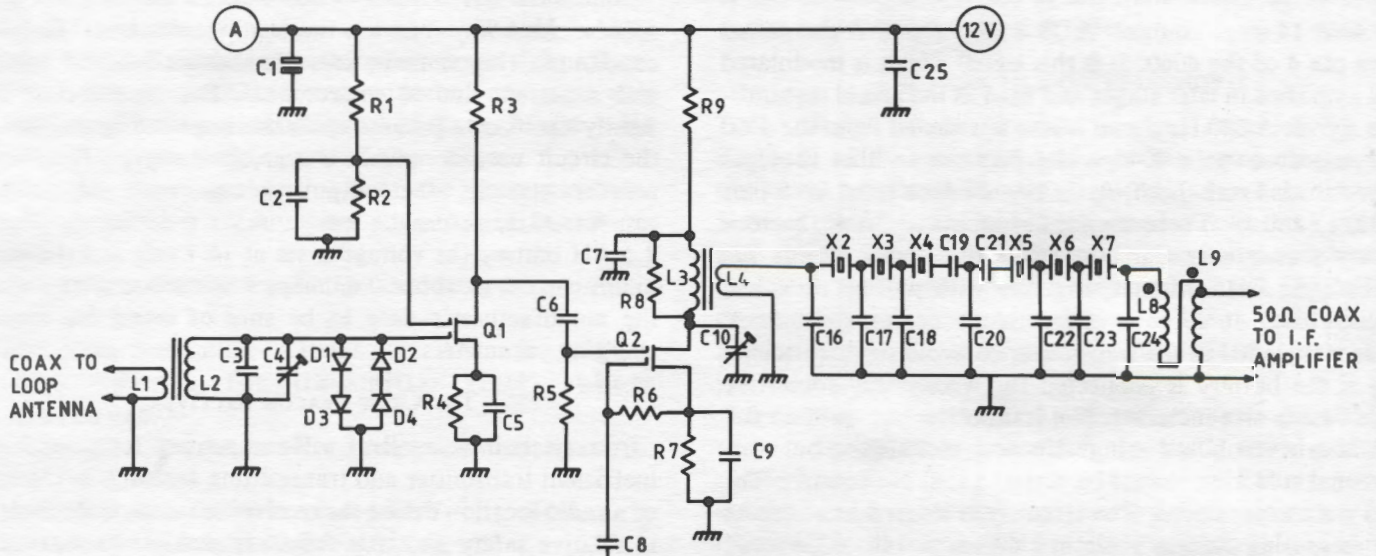 A
12 V
C1
R1
R3
R9
C25
C2
R2
C7
R8
L3
L4
X2
X3
X4
C19
C21
X5
X6
X7
L8
L9
C6
Q1
Q2
C10
C16
C17
C18
C20
C22
C23
C24
50Ω COAX
TO I.F.
AMPLIFIER
COAX TO
LOOP
ANTENNA
L1
L2
C3
C4
D1
D2
D3
D4
R4
C5
R5
R6
R7
C9
C8